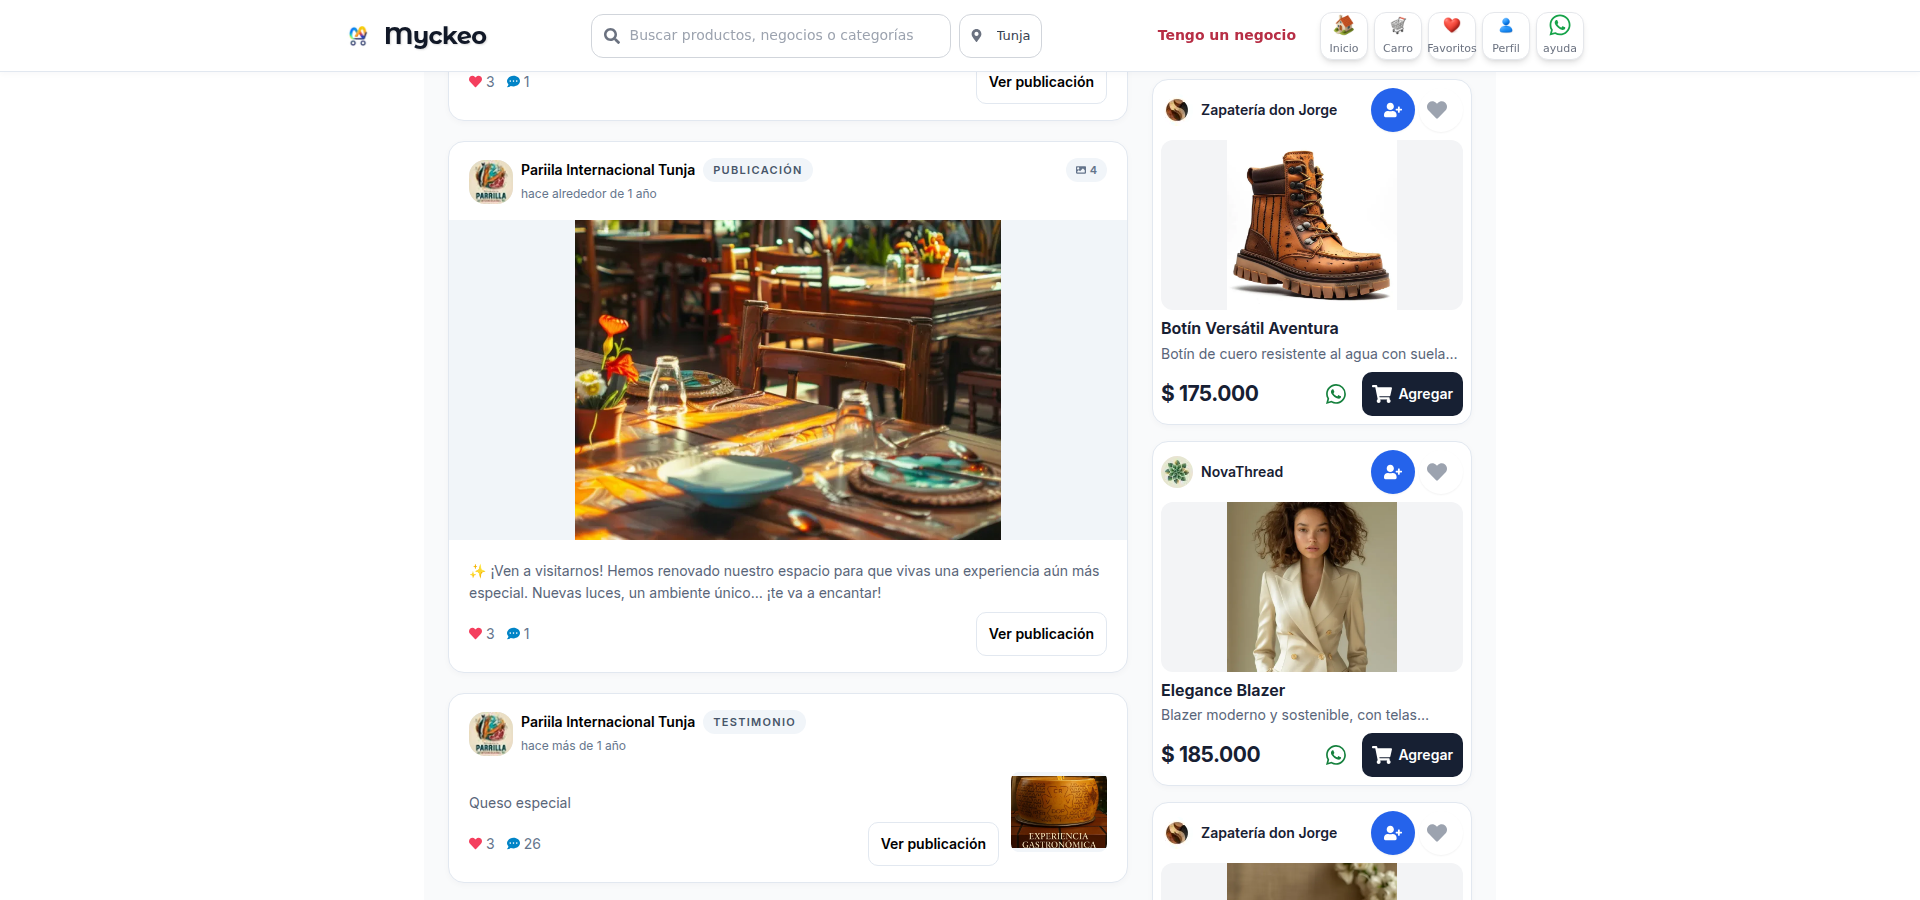 Myckeo
Buscar productos, negocios o categorías
Tunja
Tengo un negocio
Inicio
Carro
Favoritos
Perfil
ayuda
3 1
Ver publicación
Pariila Internacional Tunja PUBLICACIÓN
4
hace alrededor de 1 año
PARRILLA
✨ ¡Ven a visitarnos! Hemos renovado nuestro espacio para que vivas una experiencia aún más
especial. Nuevas luces, un ambiente único... ¡te va a encantar!
3 1
Ver publicación
Pariila Internacional Tunja TESTIMONIO
hace más de 1 año
PARRILLA
Queso especial
3 26
Ver publicación
EXPERIENCIA
GASTRONÓMICA
Zapatería don Jorge
Botín Versátil Aventura
Botín de cuero resistente al agua con suela...
$ 175.000
Agregar
NovaThread
Elegance Blazer
Blazer moderno y sostenible, con telas...
$ 185.000
Agregar
Zapatería don Jorge